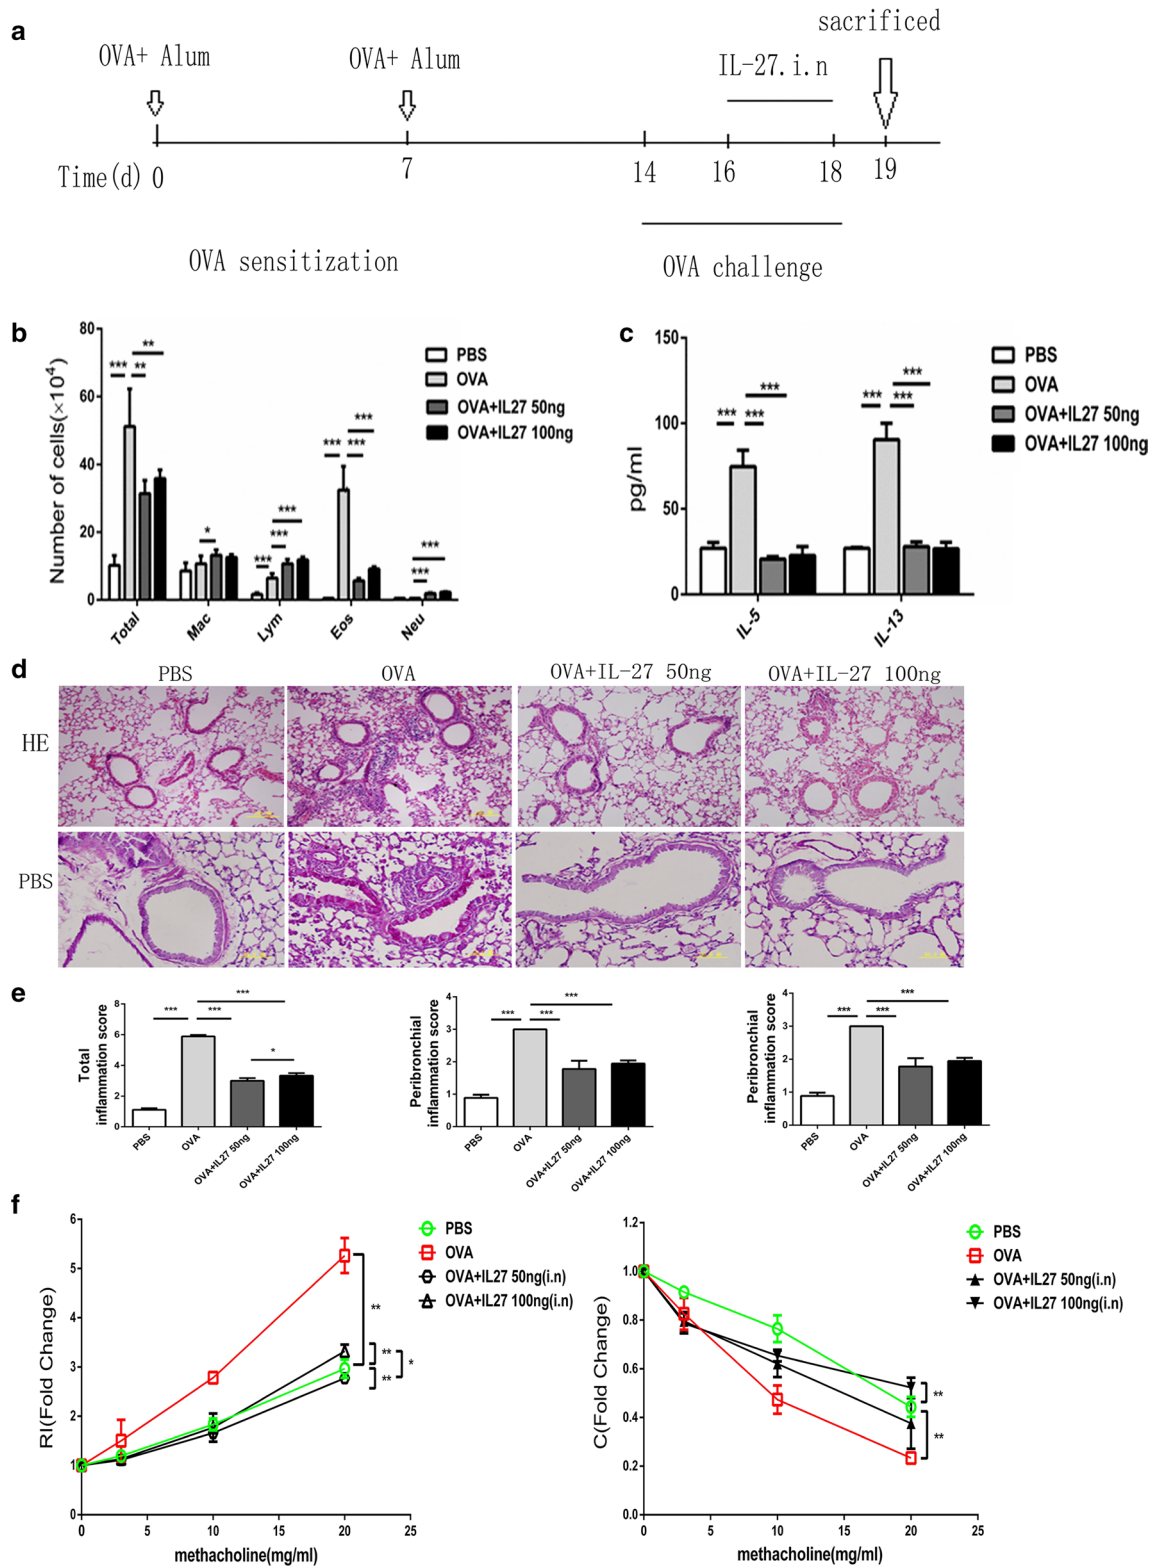 a
sacrificed
OVA+ Alum
OVA+ Alum
IL-27.i.n
Time(d) 0
7
14
16
18
19
OVA sensitization
OVA challenge
b
Number of cells(×10⁴)
80
60
40
20
0
*** ** **
*
*** *** ***
*** *** ***
*** ***
Total
Mac
Lym
Eos
Neu
PBS
OVA
OVA+IL27 50ng
OVA+IL27 100ng
c
pg/ml
150
100
50
0
*** *** ***
*** *** ***
IL-5
IL-13
PBS
OVA
OVA+IL27 50ng
OVA+IL27 100ng
d
PBS
OVA
OVA+IL-27 50ng
OVA+IL-27 100ng
HE
PBS
e
Total
inflammation score
8
6
4
2
0
*** *** ***
*
PBS
OVA
OVA+IL27 50ng
OVA+IL27 100ng
Peribronchial
inflammation score
4
3
2
1
0
*** *** ***
PBS
OVA
OVA+IL27 50ng
OVA+IL27 100ng
Peribronchial
inflammation score
4
3
2
1
0
*** *** ***
PBS
OVA
OVA+IL27 50ng
OVA+IL27 100ng
f
RI(Fold Change)
6
5
4
3
2
1
0
0
5
10
15
20
25
methacholine(mg/ml)
**
**
*
**
PBS
OVA
OVA+IL27 50ng(i.n)
OVA+IL27 100ng(i.n)
C(Fold Change)
1.2
1.0
0.8
0.6
0.4
0.2
0.0
0
5
10
15
20
25
methacholine(mg/ml)
**
**
PBS
OVA
OVA+IL27 50ng(i.n)
OVA+IL27 100ng(i.n)